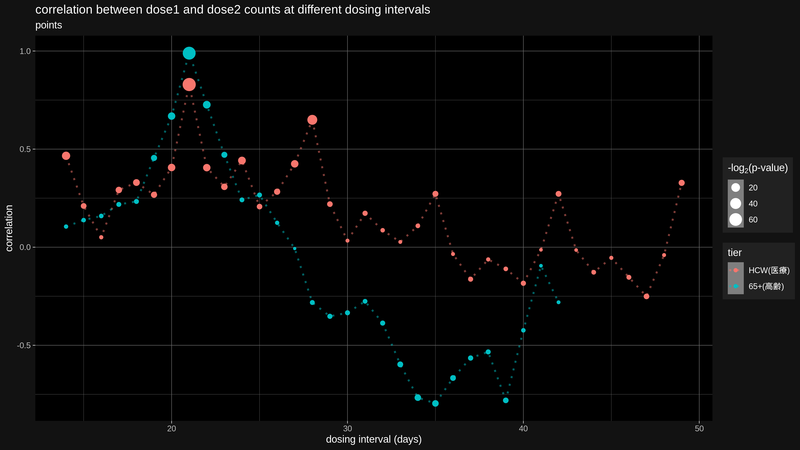 correlation between dose1 and dose2 counts at different dosing intervals
points
1.0
0.5
0.0
-0.5
correlation
20
30
40
50
dosing interval (days)
-log₂(p-value)
20
40
60
tier
HCW(医療)
65+(高齢)